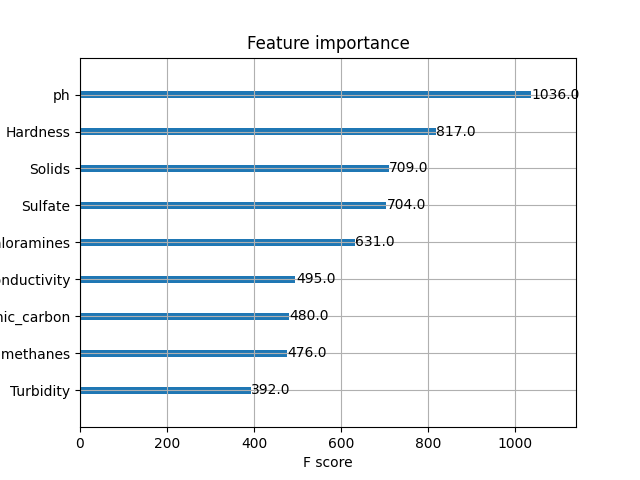 Feature importance
ph 1036.0
Hardness 817.0
Solids 709.0
Sulfate 704.0
loramines 631.0
nductivity 495.0
nic_carbon 480.0
methanes 476.0
Turbidity 392.0
0 200 400 600 800 1000
F score